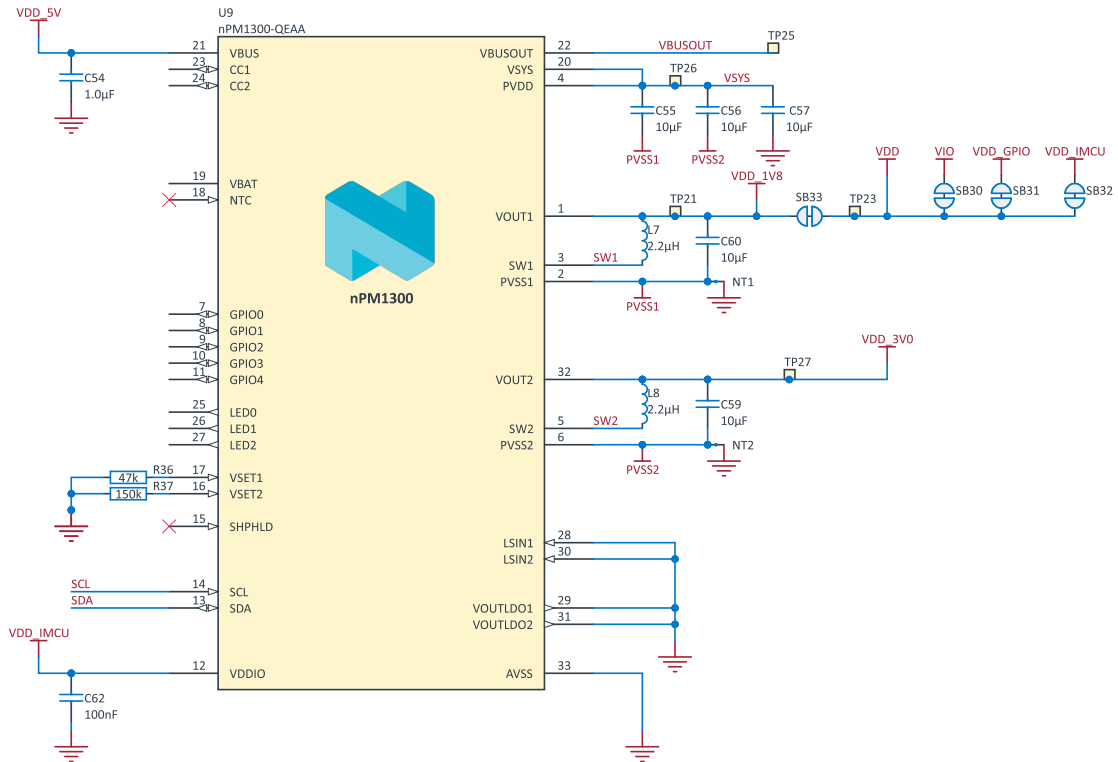 VDD_5V
U9
nPM1300-QEAA
21
VBUS
23
CC1
24
CC2
C54
1.0µF
19
VBAT
18
NTC
nPM1300
7
GPIO0
8
GPIO1
9
GPIO2
10
GPIO3
11
GPIO4
25
LED0
26
LED1
27
LED2
47k
R36
17
VSET1
150k
R37
16
VSET2
15
SHPHLD
SCL
14
SCL
SDA
13
SDA
VDD_IMCU
12
VDDIO
C62
100nF
VBUSOUT
22
VBUSOUT
TP25
VSYS
20
PVDD
4
TP26
VSYS
C55
10µF
C56
10µF
C57
10µF
PVSS1
PVSS2
VDD_1V8
VDD
VIO
VDD_GPIO
VDD_IMCU
SB30
SB31
SB32
VOUT1
1
TP21
SB33
TP23
L7
2.2µH
C60
10µF
SW1
3
SW1
PVSS1
2
NT1
PVSS1
VDD_3V0
VOUT2
32
TP27
L8
2.2µH
C59
10µF
SW2
5
SW2
PVSS2
6
NT2
PVSS2
LSIN1
28
LSIN2
30
VOUTLDO1
29
VOUTLDO2
31
AVSS
33